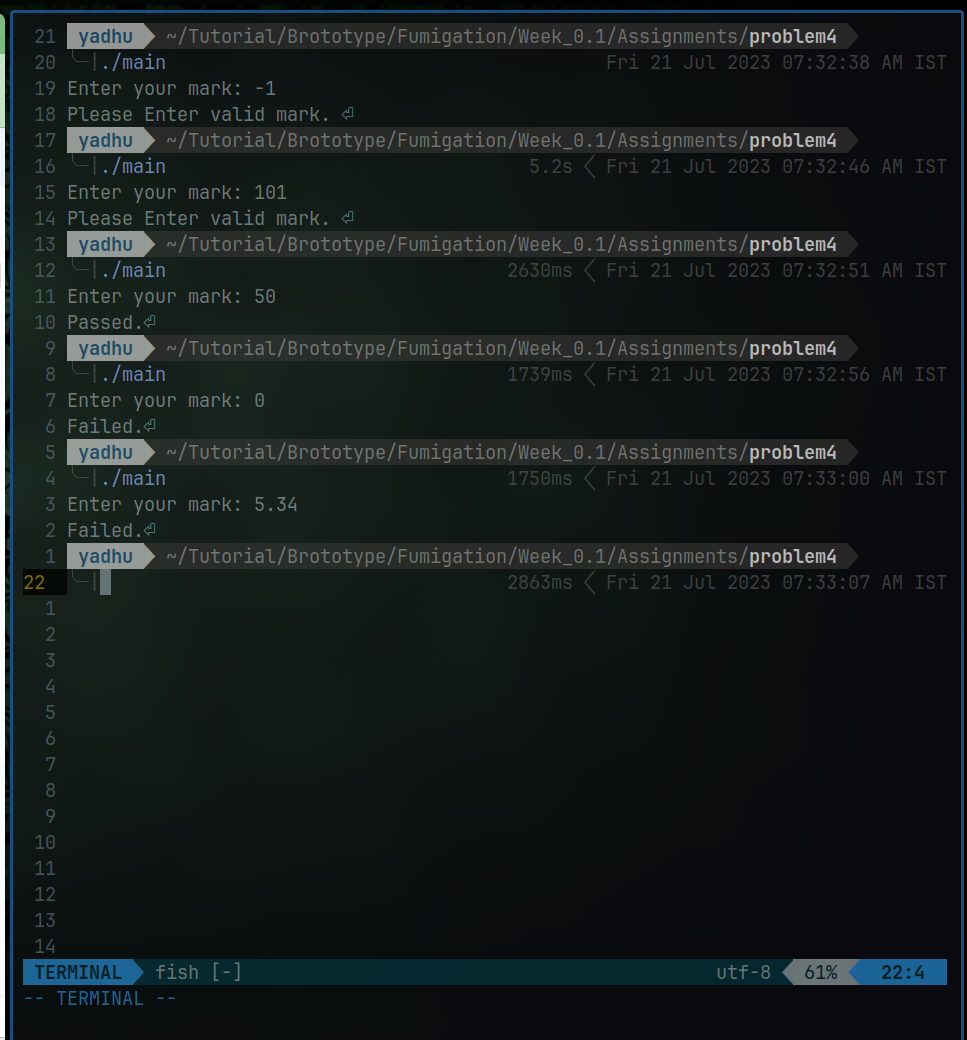 21 yadhu ~/Tutorial/Brototype/Fumigation/Week_0.1/Assignments/problem4
20 ╰─|./main Fri 21 Jul 2023 07:32:38 AM IST
19 Enter your mark: -1
18 Please Enter valid mark. ⏎
17 yadhu ~/Tutorial/Brototype/Fumigation/Week_0.1/Assignments/problem4
16 ╰─|./main 5.2s Fri 21 Jul 2023 07:32:46 AM IST
15 Enter your mark: 101
14 Please Enter valid mark. ⏎
13 yadhu ~/Tutorial/Brototype/Fumigation/Week_0.1/Assignments/problem4
12 ╰─|./main 2630ms Fri 21 Jul 2023 07:32:51 AM IST
11 Enter your mark: 50
10 Passed.⏎
9 yadhu ~/Tutorial/Brototype/Fumigation/Week_0.1/Assignments/problem4
8 ╰─|./main 1739ms Fri 21 Jul 2023 07:32:56 AM IST
7 Enter your mark: 0
6 Failed.⏎
5 yadhu ~/Tutorial/Brototype/Fumigation/Week_0.1/Assignments/problem4
4 ╰─|./main 1750ms Fri 21 Jul 2023 07:33:00 AM IST
3 Enter your mark: 5.34
2 Failed.⏎
1 yadhu ~/Tutorial/Brototype/Fumigation/Week_0.1/Assignments/problem4
22 ╰─| 2863ms Fri 21 Jul 2023 07:33:07 AM IST
1
2
3
4
5
6
7
8
9
10
11
12
13
14
TERMINAL fish [-] utf-8 61% 22:4
-- TERMINAL --